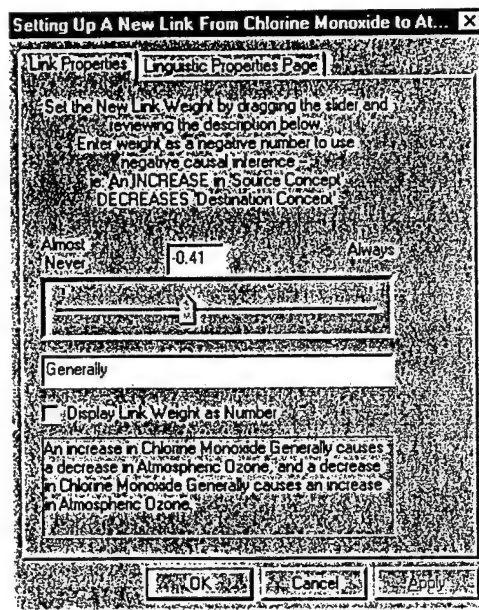 Setting Up A New Link From Chlorine Monoxide to At...
Link Properties
Linguistic Properties Page
Set the New Link Weight by dragging the slider and
reviewing the description below.
Enter weight as a negative number to use
negative causal inference -
ie: An INCREASE in 'Source Concept'
DECREASES 'Destination Concept'
Almost
Never
-0.41
Always
Generally
Display Link Weight as Number
An increase in Chlorine Monoxide Generally causes
a decrease in Atmospheric Ozone, and a decrease
in Chlorine Monoxide Generally causes an increase
in Atmospheric Ozone.
OK
Cancel
Apply